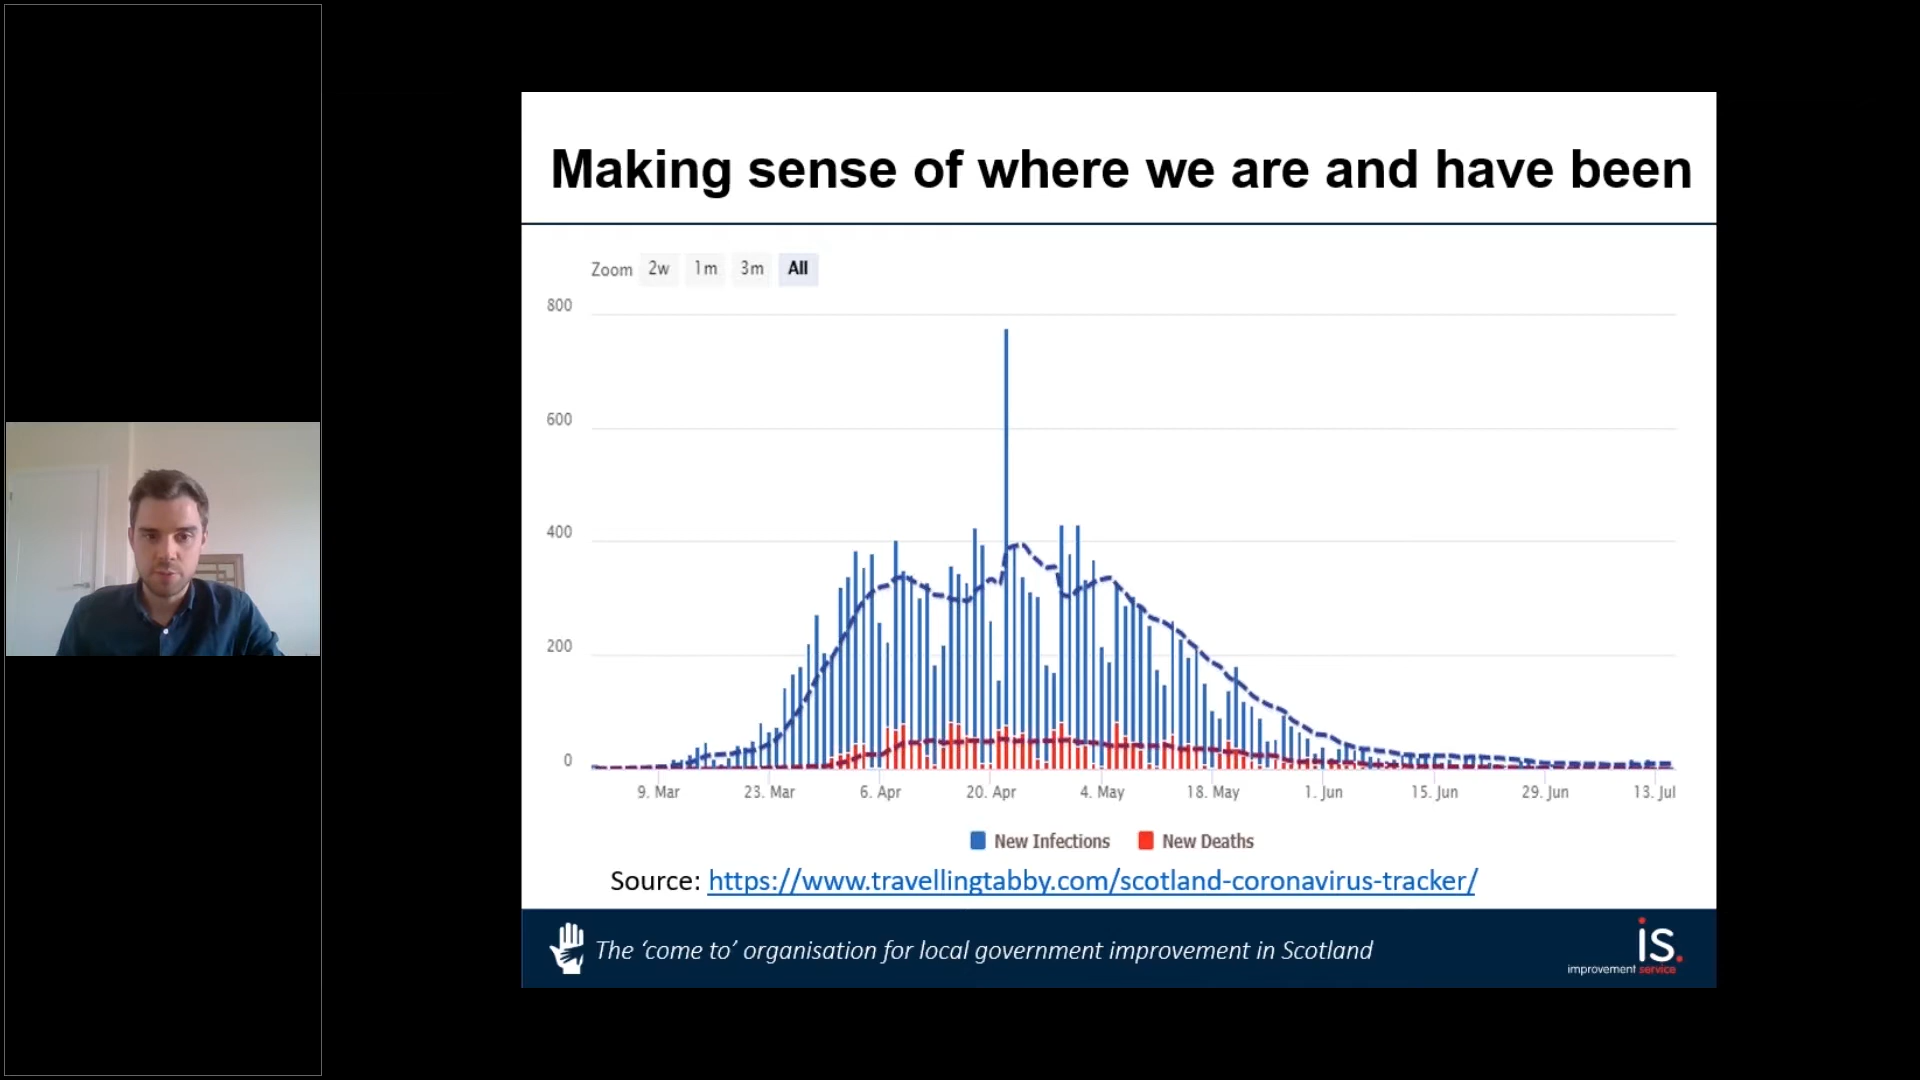 Making sense of where we are and have been
Zoom 2w 1m 3m All
800
600
400
200
0
9. Mar 23. Mar 6. Apr 20. Apr 4. May 18. May 1. Jun 15. Jun 29. Jun 13. Jul
New Infections New Deaths
Source: https://www.travellingtabby.com/scotland-coronavirus-tracker/
The ‘come to’ organisation for local government improvement in Scotland
is.
improvement service